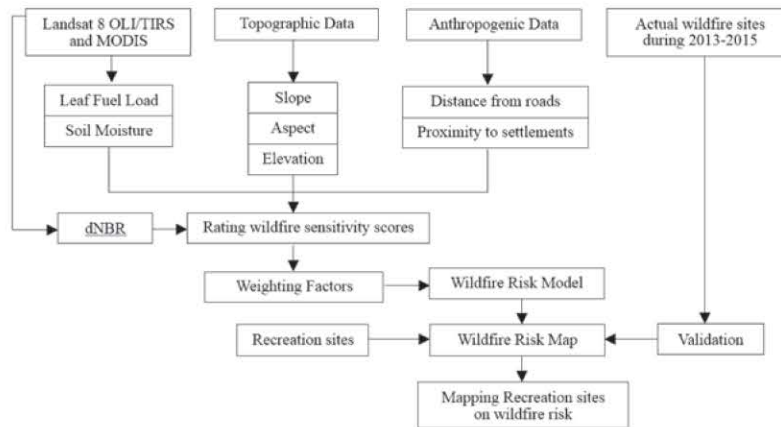 Landsat 8 OLI/TIRS
and MODIS
Topographic Data
Anthropogenic Data
Actual wildfire sites
during 2013-2015
Leaf Fuel Load
Soil Moisture
Slope
Aspect
Elevation
Distance from roads
Proximity to settlements
dNBR
Rating wildfire sensitivity scores
Weighting Factors
Wildfire Risk Model
Recreation sites
Wildfire Risk Map
Validation
Mapping Recreation sites
on wildfire risk